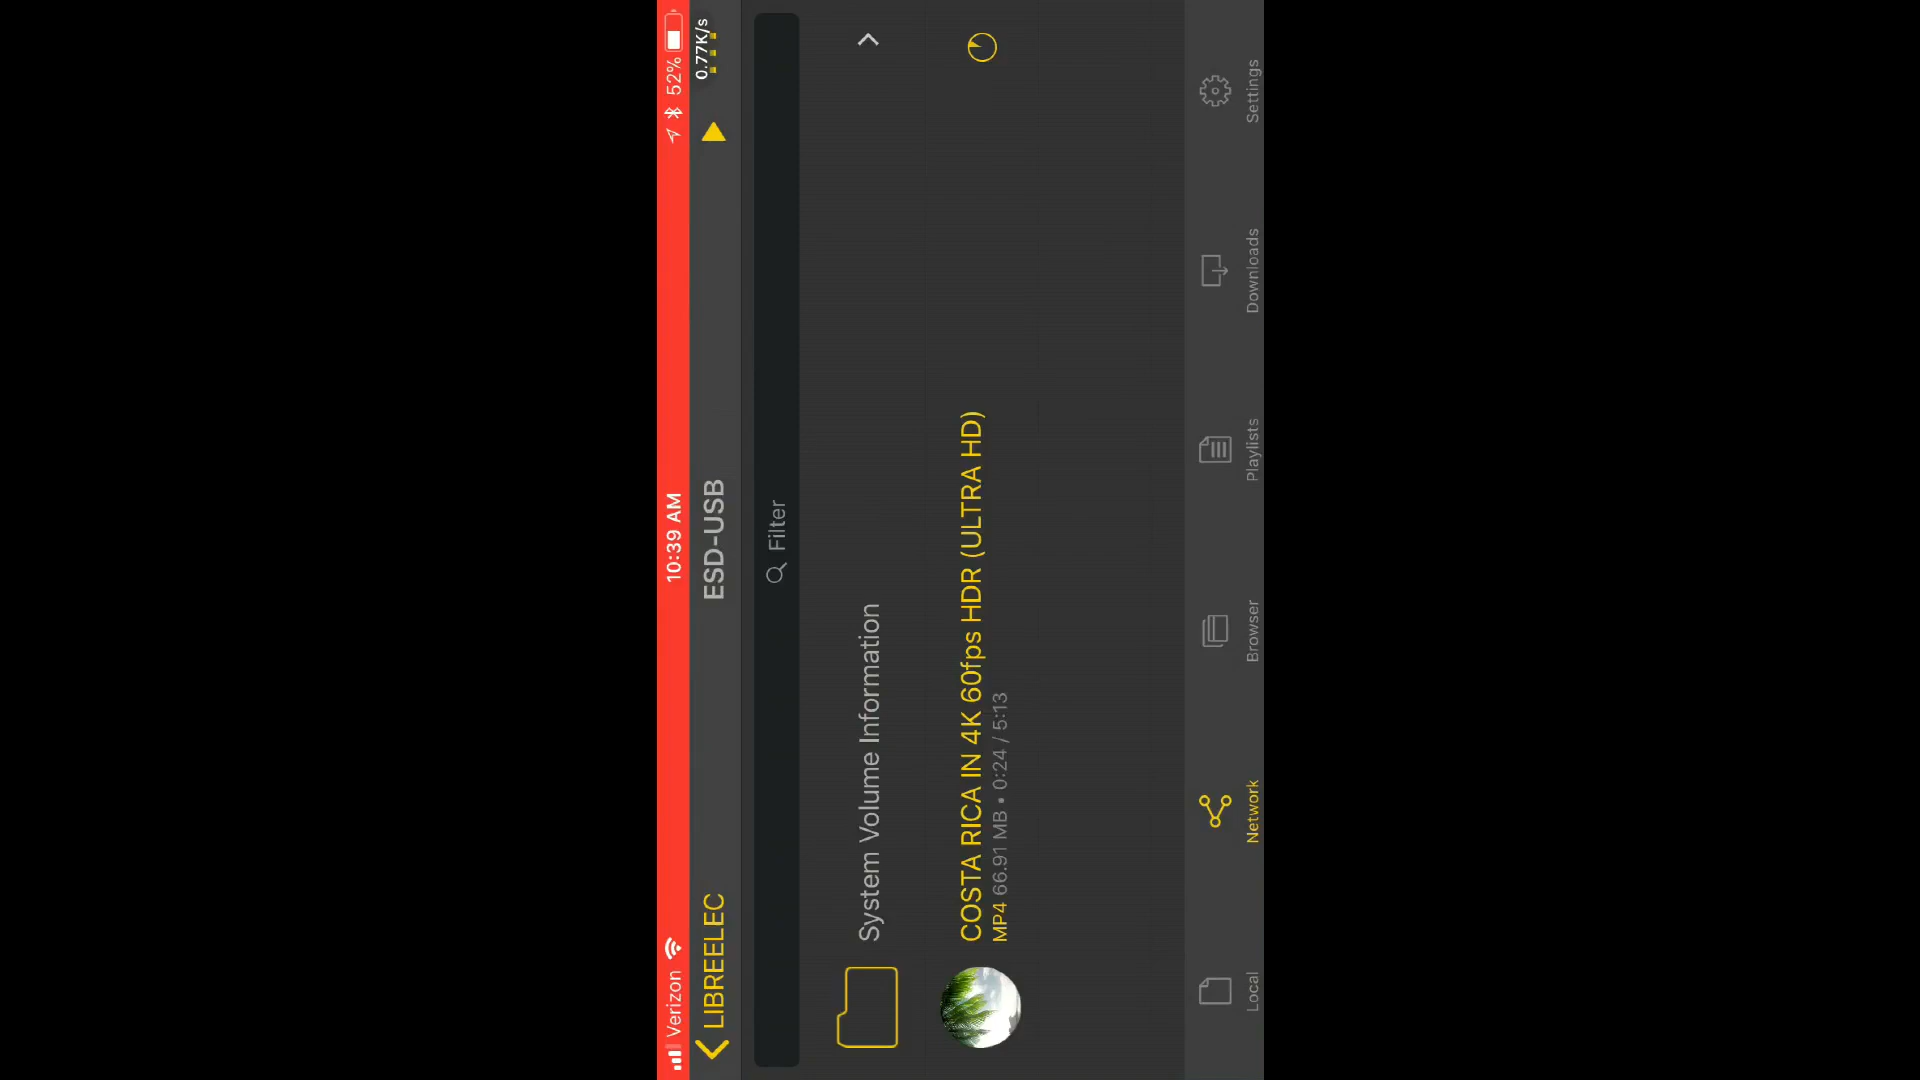 Verizon 10:39 AM 52%
LIBREELEC ESD-USB 0.77K/s
Filter
System Volume Information
COSTA RICA IN 4K 60fps HDR (ULTRA HD)
MP4 66.91 MB • 0:24 / 5:13
Local Network Browser Playlists Downloads Settings